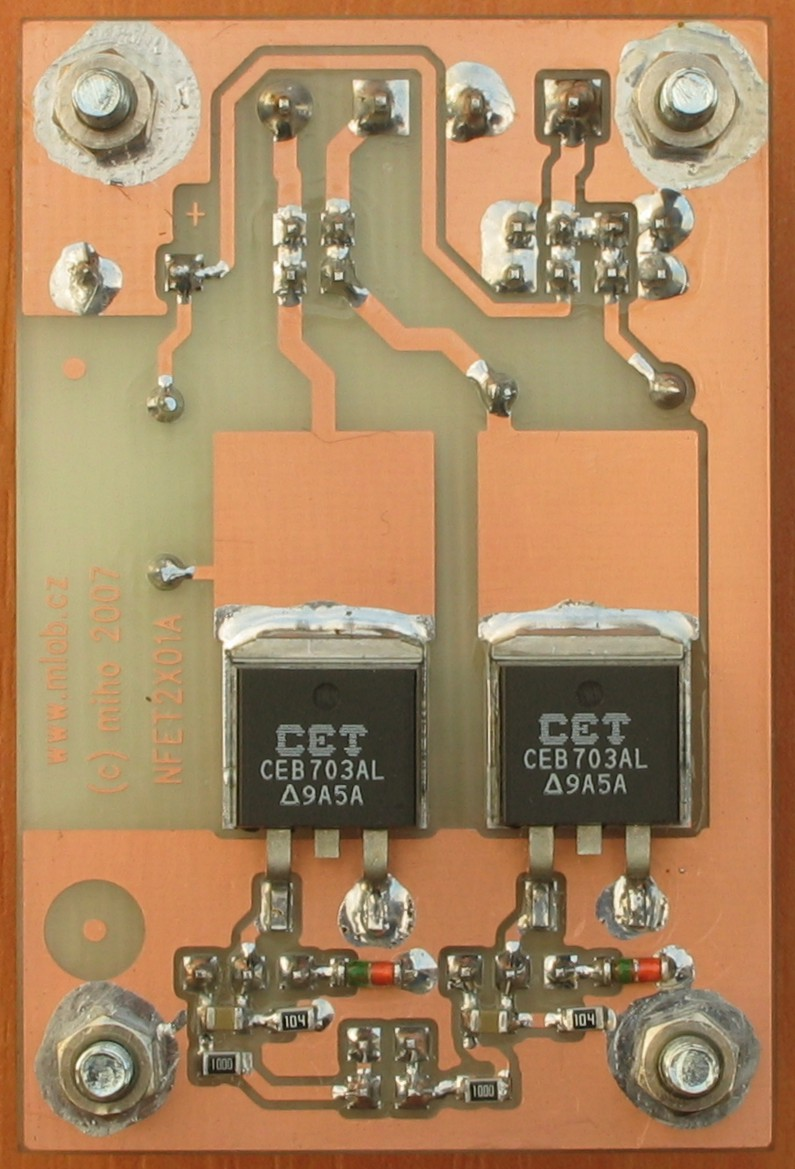 +
www.mlab.cz
(c) miho 2007
NFET2X01A
CET
CEB703AL
Δ9A5A
CET
CEB703AL
Δ9A5A
104
104
1000
1000